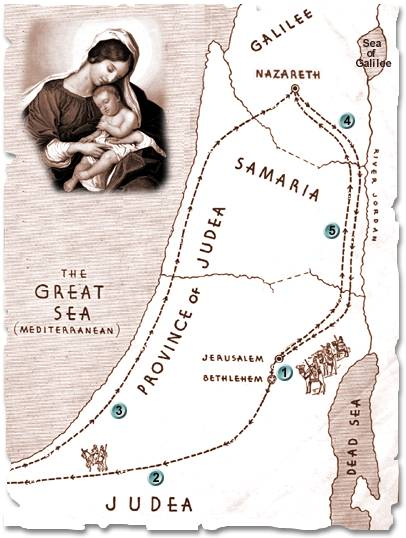 GALILEE
Sea
of
Galilee
NAZARETH
4
RIVER JORDAN
SAMARIA
5
THE
GREAT
SEA
(MEDITERRANEAN)
PROVINCE OF JUDEA
JERUSALEM
BETHLEHEM
1
3
DEAD SEA
2
JUDEA